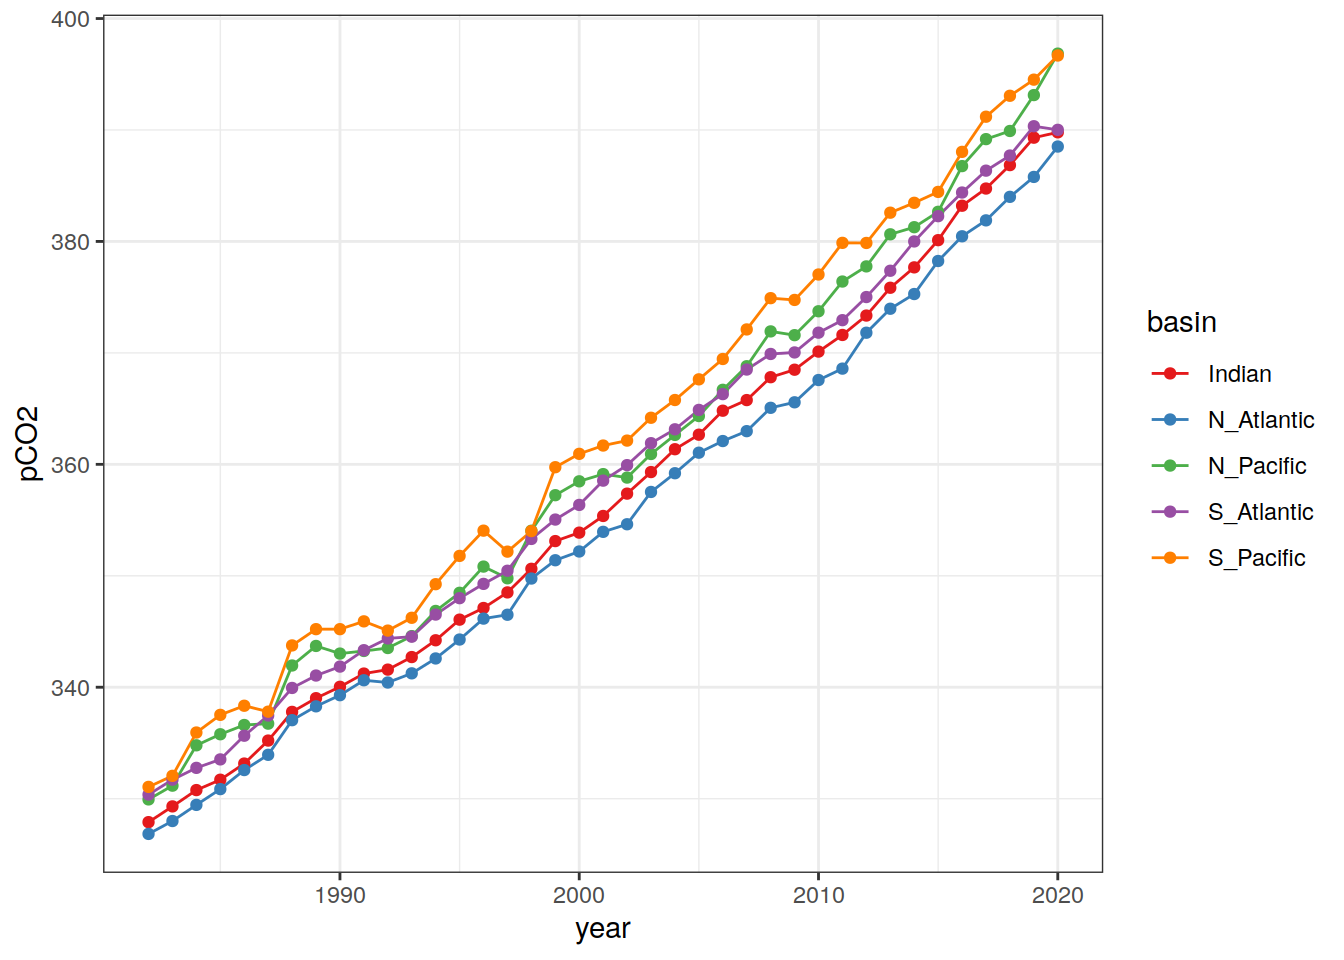 400
380
360
340
pCO2
1990 2000 2010 2020
year
basin
Indian
N_Atlantic
N_Pacific
S_Atlantic
S_Pacific